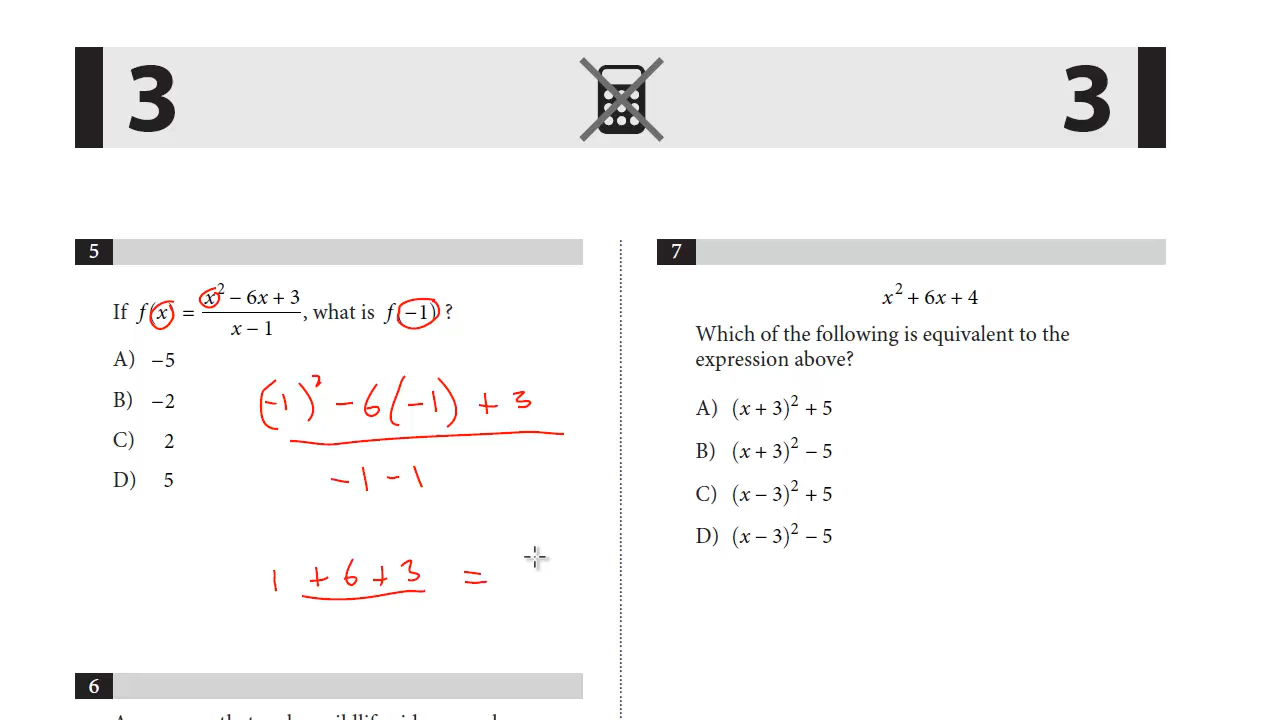 3 3
5
If f(x) = x² − 6x + 3 / x − 1, what is f(−1) ?
A) −5
B) −2
C) 2
D) 5
(-1)² - 6(-1) + 3
-1 - 1
1 + 6 + 3 =
6
7
x² + 6x + 4
Which of the following is equivalent to the
expression above?
A) (x + 3)² + 5
B) (x + 3)² − 5
C) (x − 3)² + 5
D) (x − 3)² − 5